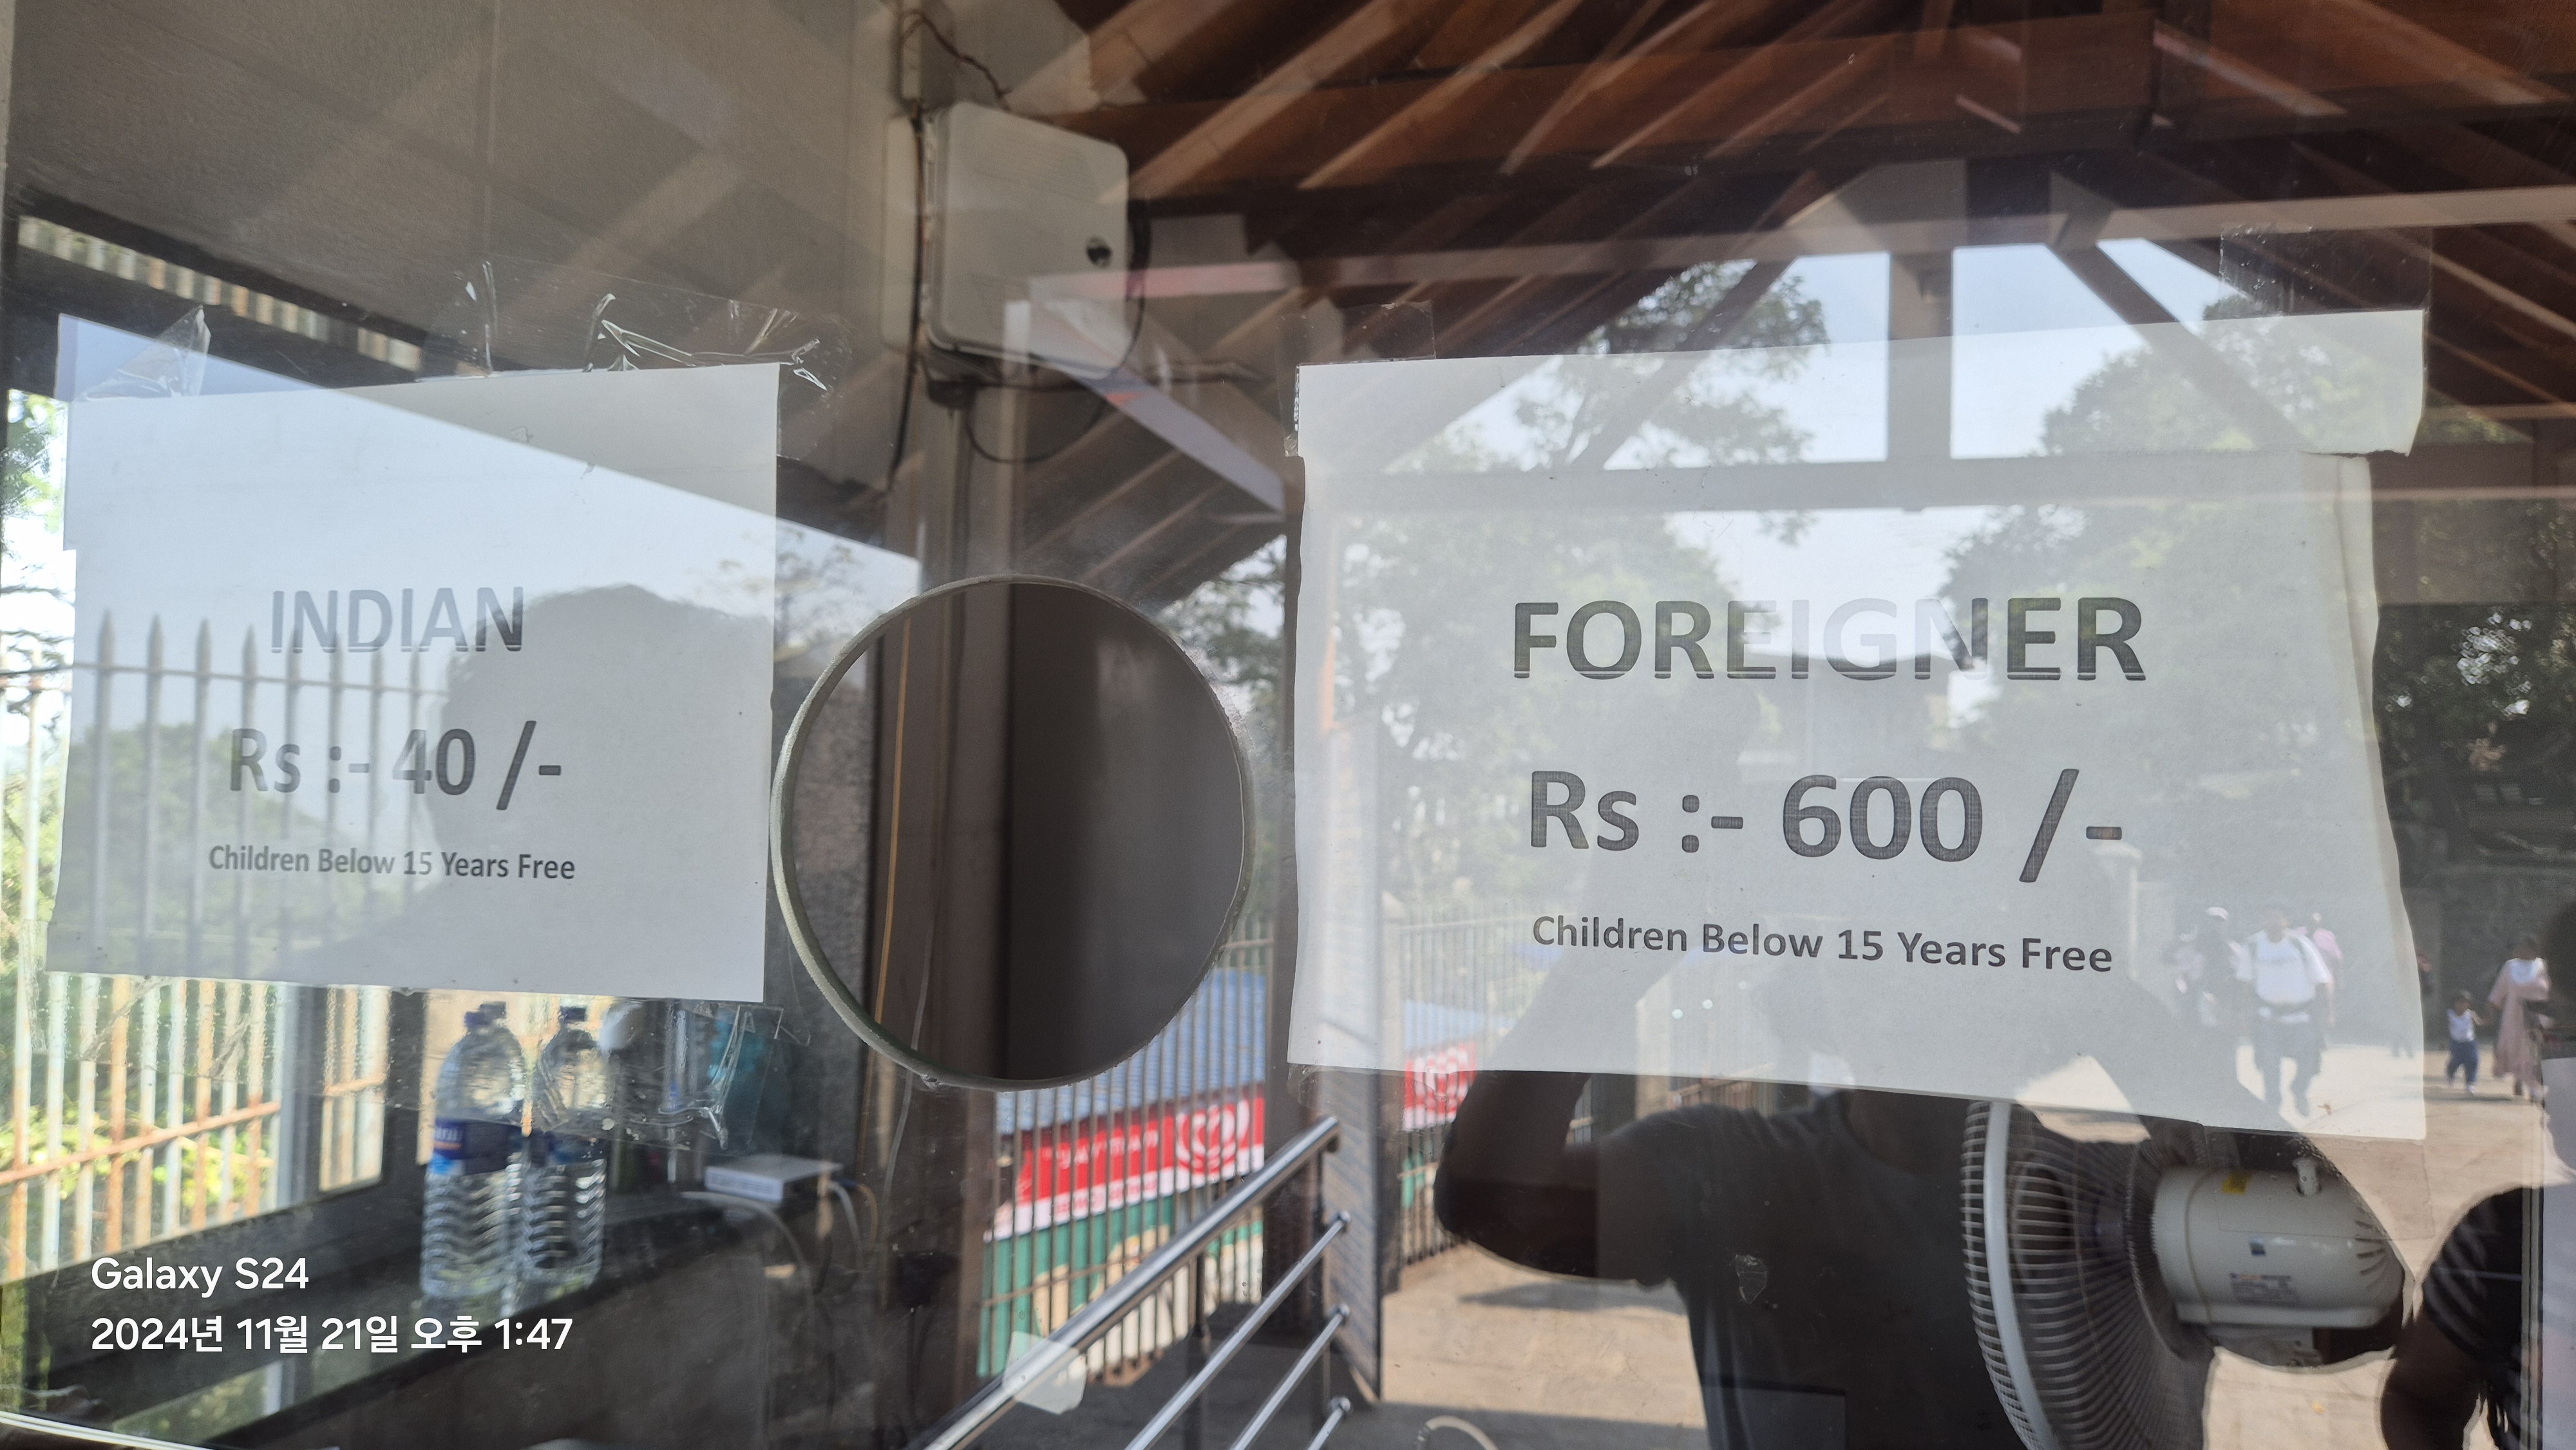 INDIAN
Rs :- 40 /-
Children Below 15 Years Free
FOREIGNER
Rs :- 600 /-
Children Below 15 Years Free
Galaxy S24
2024년 11월 21일 오후 1:47